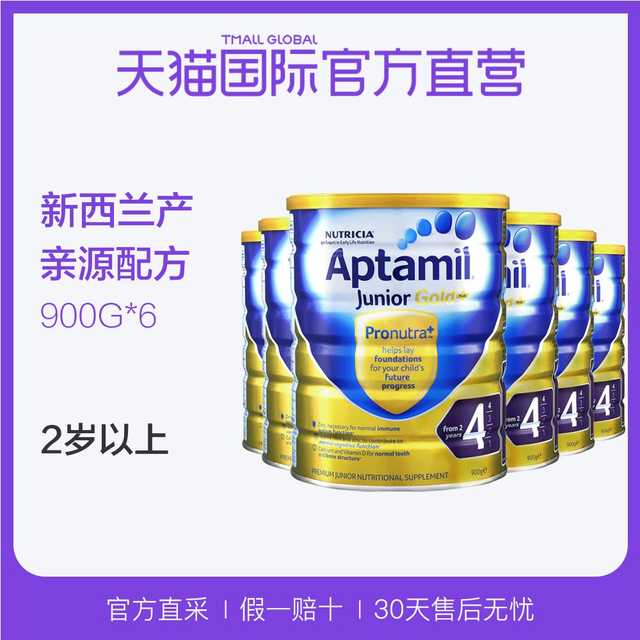 TMALL GLOBAL
天猫国际官方直营
新西兰产
亲源配方
900G*6
2岁以上
NUTRICIA
Aptamil
Junior Gold+
Pronutra+
helps lay
foundations
for your child's
future
progress
from 2
years
4
PREMIUM JUNIOR NUTRITIONAL SUPPLEMENT
900g
官方直采 | 假一赔十 | 30天售后无忧